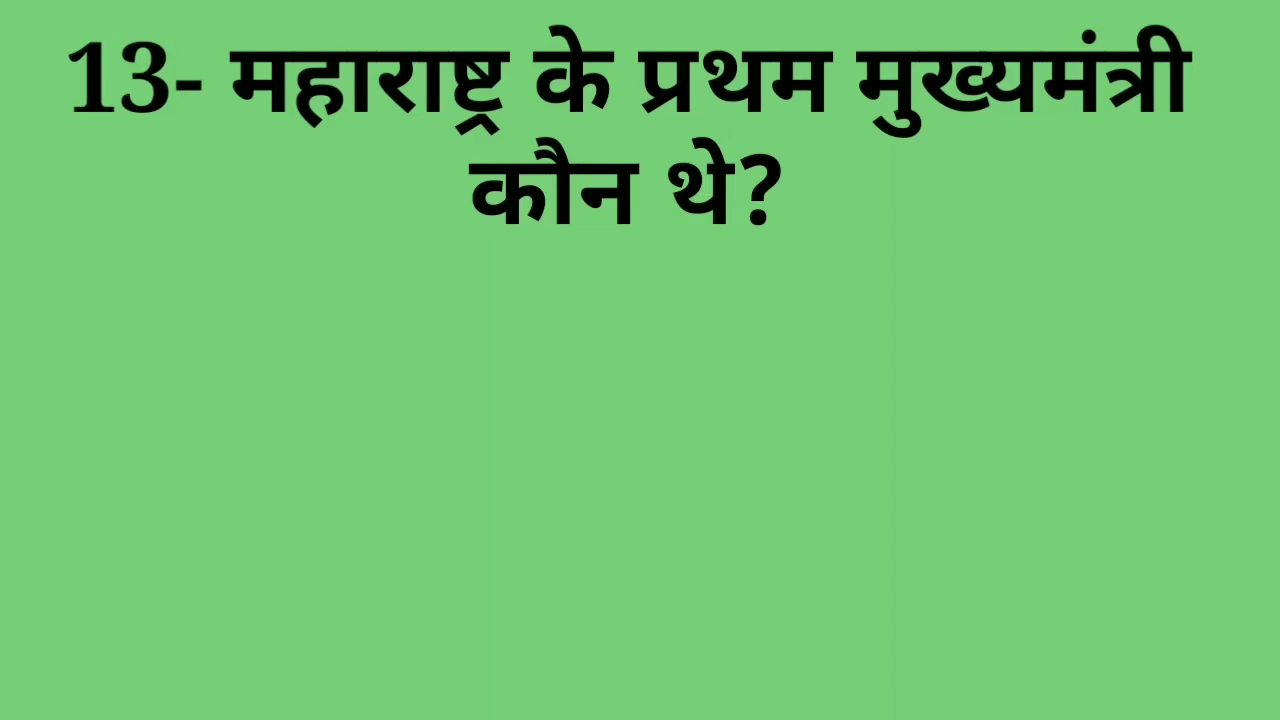 13- महाराष्ट्र के प्रथम मुख्यमंत्री
कौन थे?